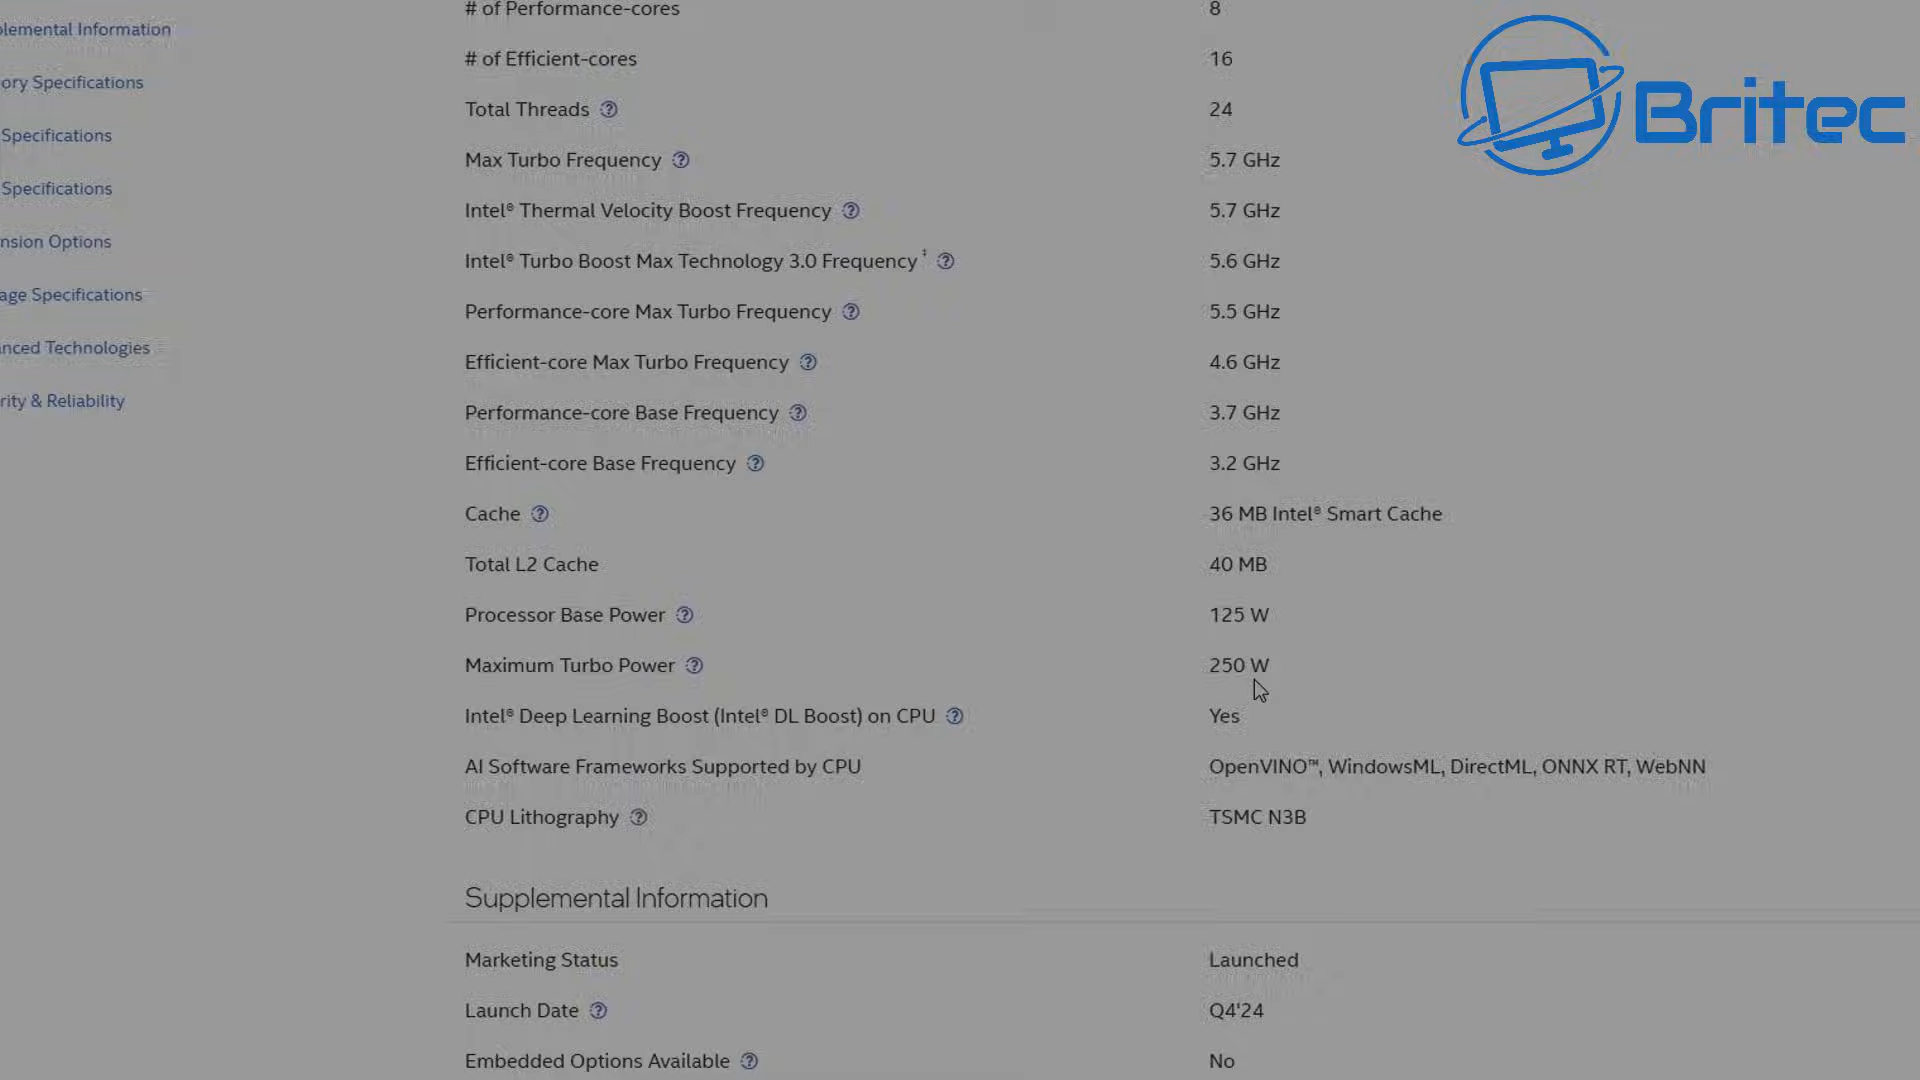 # of Performance-cores 8
plemental Information
# of Efficient-cores 16
ory Specifications
Total Threads 24
Specifications
Max Turbo Frequency 5.7 GHz
Specifications
Intel® Thermal Velocity Boost Frequency 5.7 GHz
nsion Options
Intel® Turbo Boost Max Technology 3.0 Frequency ‡ 5.6 GHz
age Specifications
Performance-core Max Turbo Frequency 5.5 GHz
anced Technologies
Efficient-core Max Turbo Frequency 4.6 GHz
rity & Reliability
Performance-core Base Frequency 3.7 GHz
Efficient-core Base Frequency 3.2 GHz
Cache 36 MB Intel® Smart Cache
Total L2 Cache 40 MB
Processor Base Power 125 W
Maximum Turbo Power 250 W
Intel® Deep Learning Boost (Intel® DL Boost) on CPU Yes
AI Software Frameworks Supported by CPU OpenVINO™, WindowsML, DirectML, ONNX RT, WebNN
CPU Lithography TSMC N3B
Supplemental Information
Marketing Status Launched
Launch Date Q4'24
Embedded Options Available No
Britec